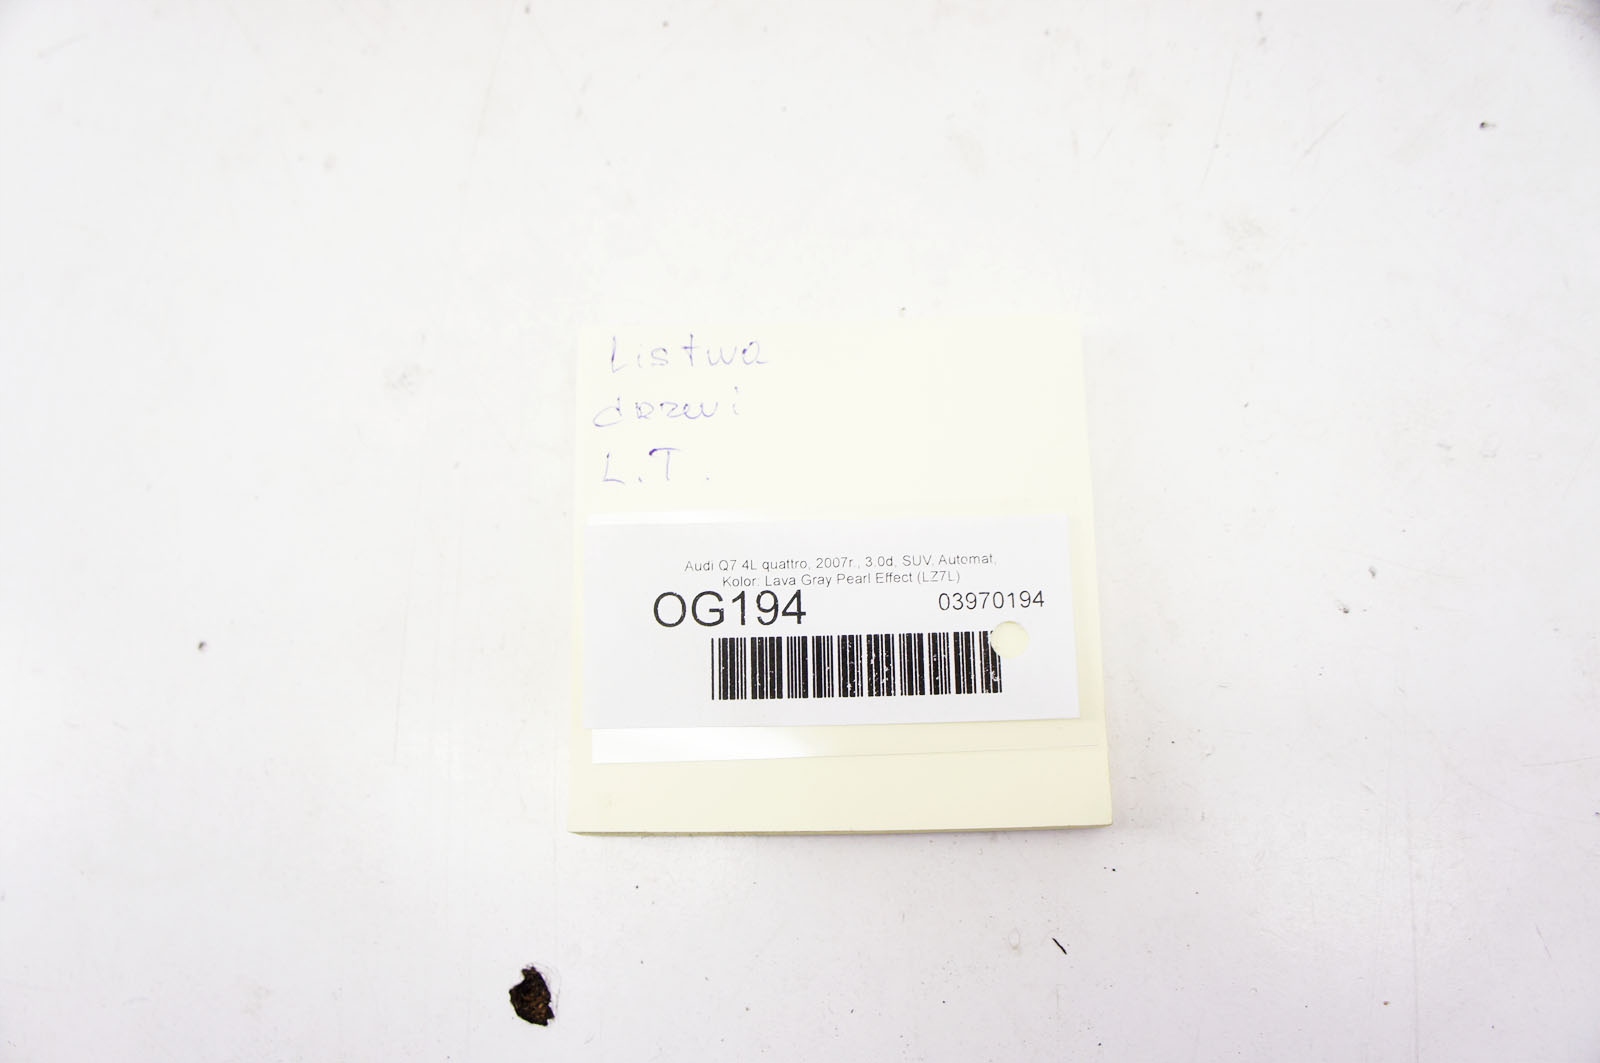 Listwa
drzwi
L.T.
Audi Q7 4L quattro, 2007r., 3.0d, SUV, Automat,
Kolor: Lava Gray Pearl Effect (LZ7L)
OG194 03970194